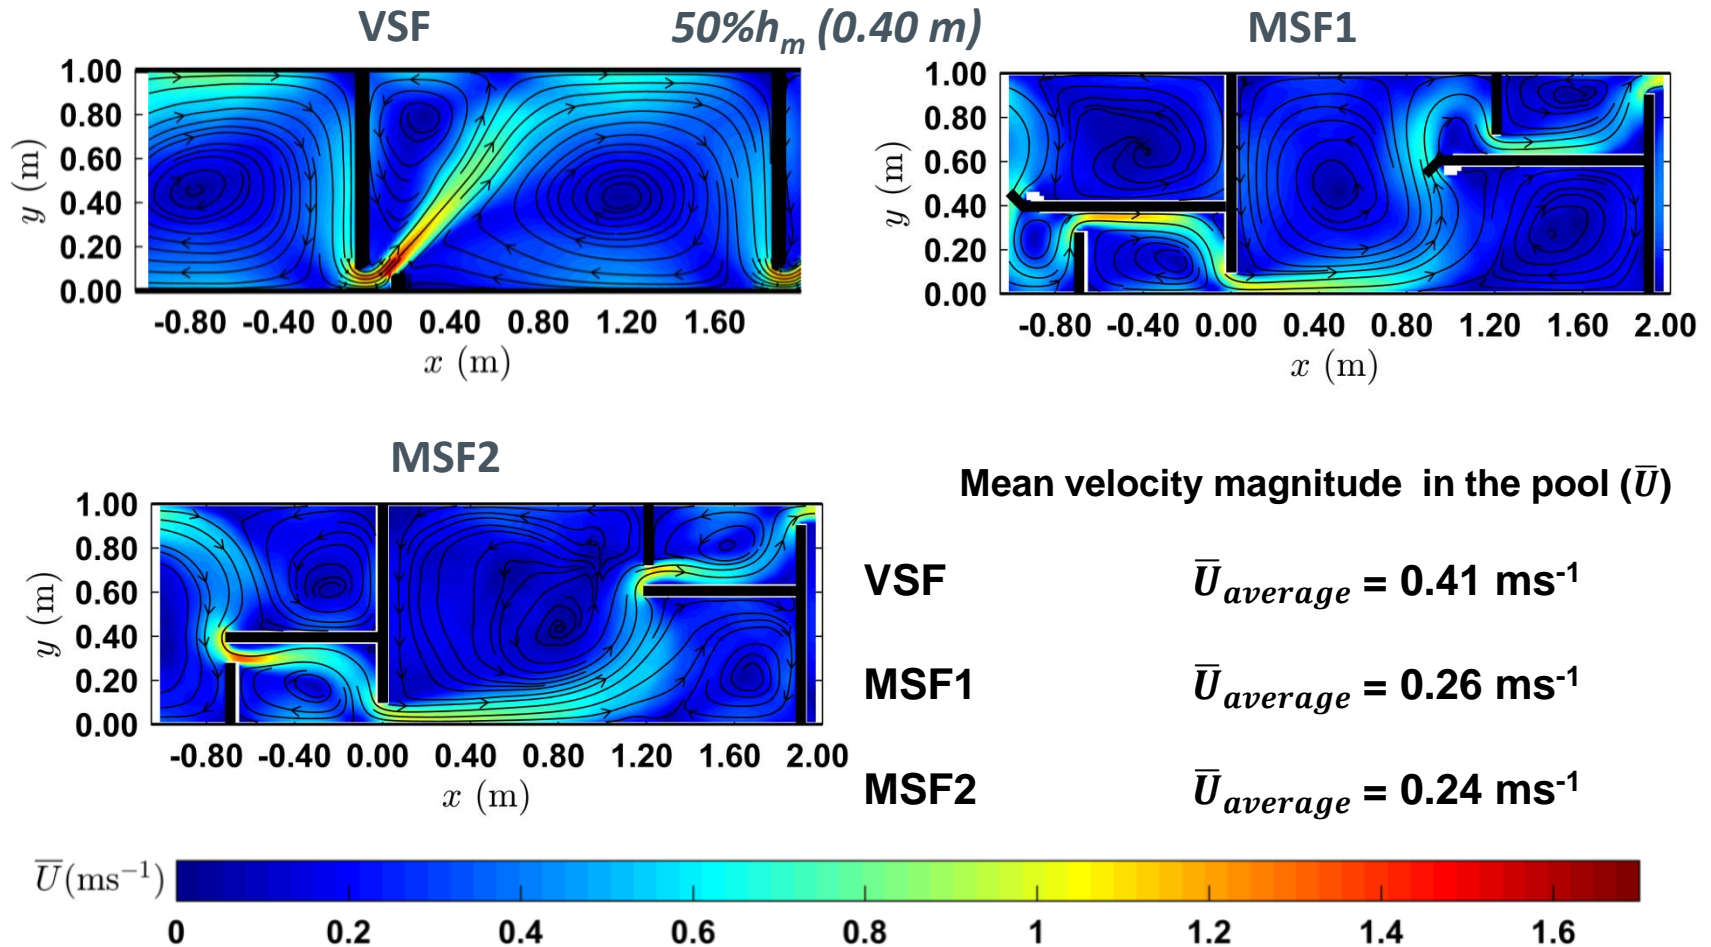 VSF
50%hm (0.40 m)
MSF1
1.00
0.80
0.60
0.40
0.20
0.00
y (m)
-0.80 -0.40 0.00 0.40 0.80 1.20 1.60
x (m)
1.00
0.80
0.60
0.40
0.20
0.00
y (m)
-0.80 -0.40 0.00 0.40 0.80 1.20 1.60 2.00
x (m)
MSF2
1.00
0.80
0.60
0.40
0.20
0.00
y (m)
-0.80 -0.40 0.00 0.40 0.80 1.20 1.60 2.00
x (m)
Mean velocity magnitude in the pool (U̅)
VSF U̅average = 0.41 ms-1
MSF1 U̅average = 0.26 ms-1
MSF2 U̅average = 0.24 ms-1
U̅(ms−1)
0 0.2 0.4 0.6 0.8 1 1.2 1.4 1.6